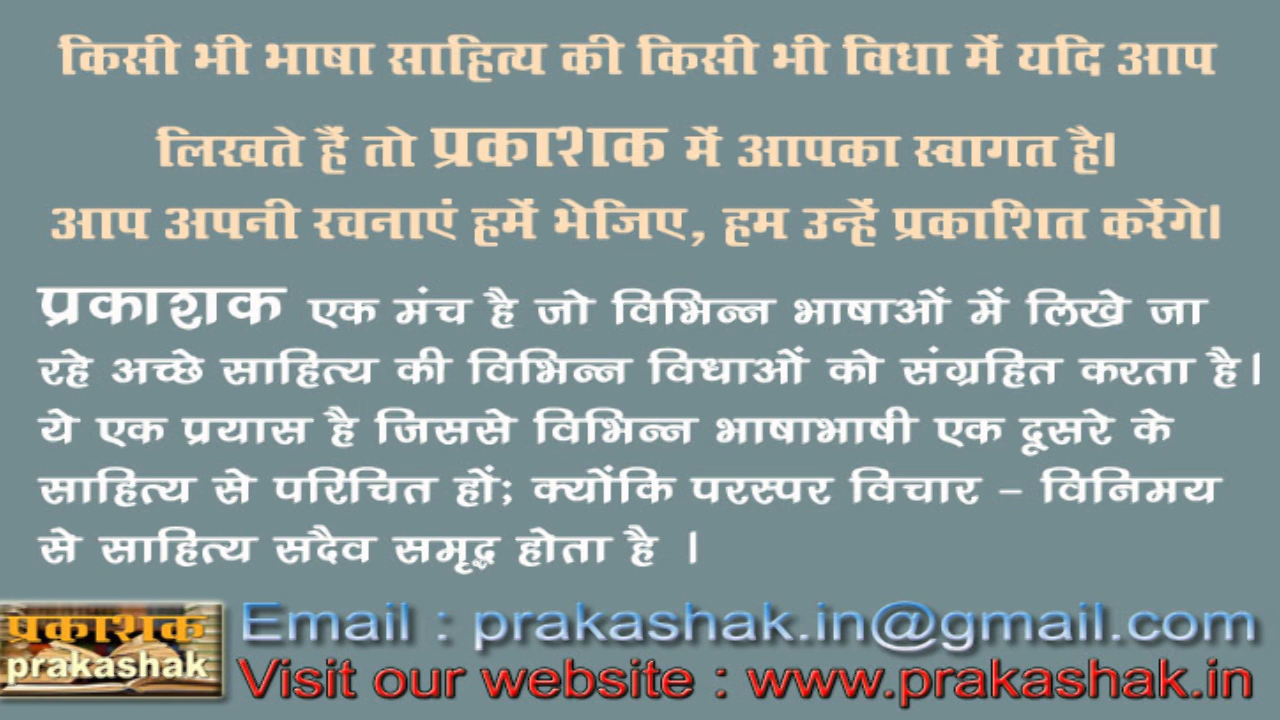 किसी भी भाषा साहित्य की किसी भी विधा में यदि आप
लिखते हैं तो प्रकाशक में आपका स्वागत है।
आप अपनी रचनाएं हमें भेजिए, हम उन्हें प्रकाशित करेंगे।
प्रकाशक एक मंच है जो विभिन्न भाषाओं में लिखे जा
रहे अच्छे साहित्य की विभिन्न विधाओं को संग्रहित करता है।
ये एक प्रयास है जिससे विभिन्न भाषाभाषी एक दूसरे के
साहित्य से परिचित हों; क्योंकि परस्पर विचार - विनिमय
से साहित्य सदैव समृद्ध होता है ।
प्रकाशक
prakashak
Email : prakashak.in@gmail.com
Visit our website : www.prakashak.in